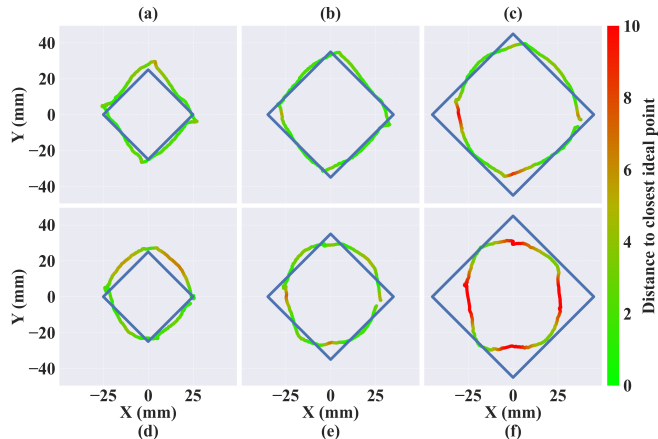 (a) (b) (c)
10
40
20
0
−20
−40
Y (mm)
8
6
40
20
0
−20
−40
Y (mm)
4
2
0
Distance to closest ideal point
−25 0 25 −25 0 25 −25 0 25
X (mm) X (mm) X (mm)
(d) (e) (f)